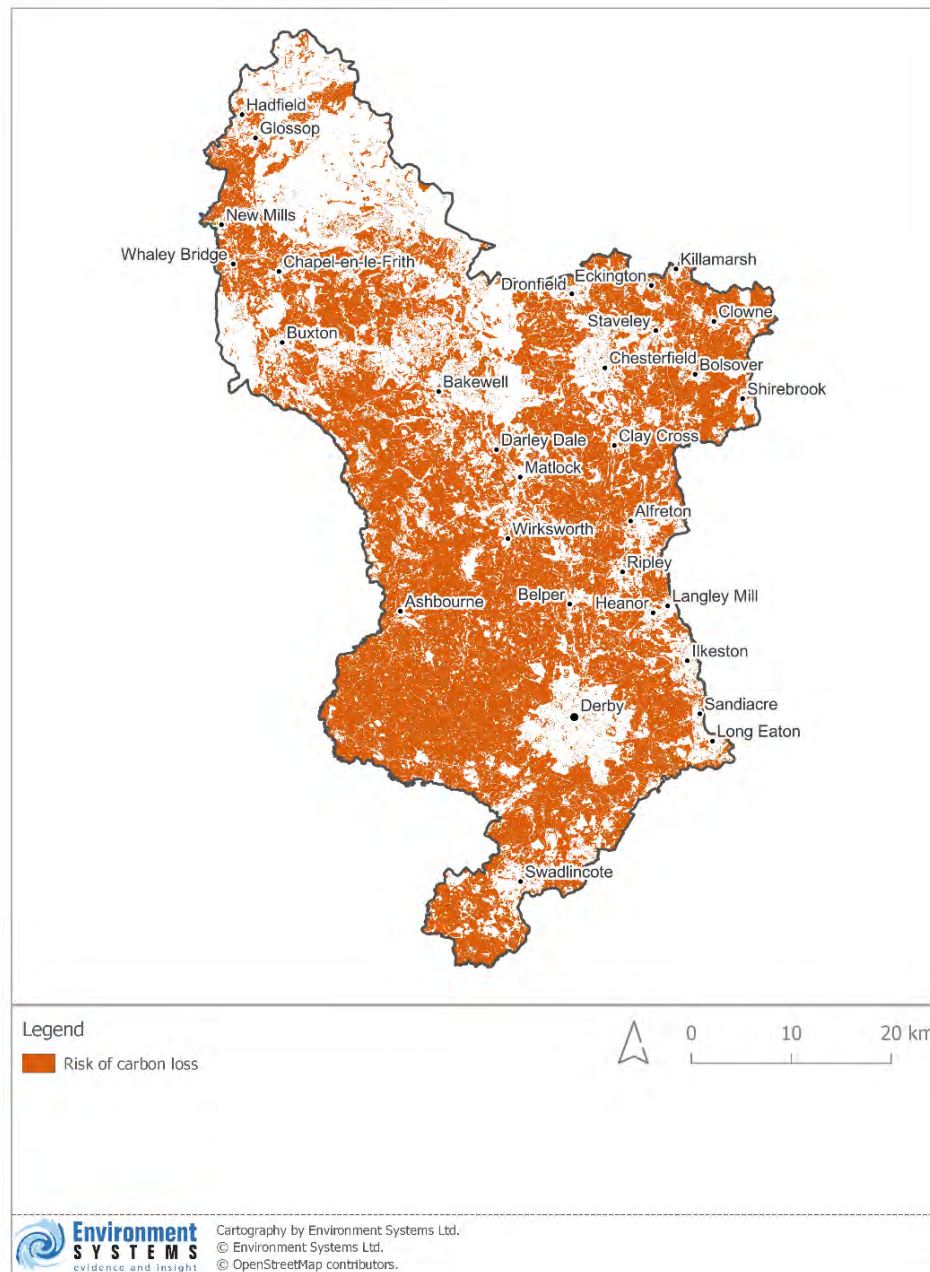 Hadfield
Glossop
New Mills
Whaley Bridge
Chapel-en-le-Frith
Killamarsh
Eckington
Dronfield
Clowne
Staveley
Buxton
Chesterfield
Bolsover
Bakewell
Shirebrook
Darley Dale
Clay Cross
Matlock
Alfreton
Wirksworth
Ripley
Belper
Heanor
Langley Mill
Ashbourne
Ilkeston
Derby
Sandiacre
Long Eaton
Swadlincote
Legend
0 10 20 km
Risk of carbon loss
Environment
SYSTEMS
evidence and insight
Cartography by Environment Systems Ltd.
© Environment Systems Ltd.
© OpenStreetMap contributors.